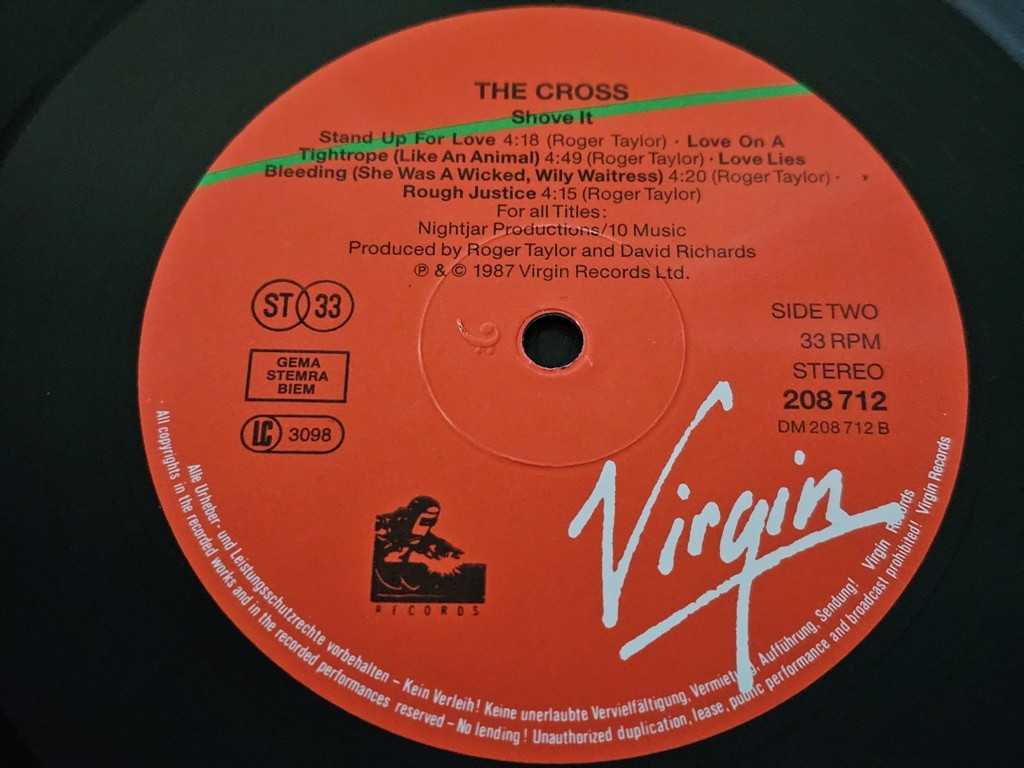 THE CROSS
Shove It
Stand Up For Love 4:18 (Roger Taylor) · Love On A
Tightrope (Like An Animal) 4:49 (Roger Taylor) · Love Lies
Bleeding (She Was A Wicked, Wily Waitress) 4:20 (Roger Taylor) ·
Rough Justice 4:15 (Roger Taylor)
For all Titles:
Nightjar Productions/10 Music
Produced by Roger Taylor and David Richards
℗ & © 1987 Virgin Records Ltd.
ST 33
GEMA
STEMRA
BIEM
LC 3098
SIDE TWO
33 RPM
STEREO
208 712
DM 208 712 B
RECORDS
Virgin
Alle Urheber- und Leistungsschutzrechte vorbehalten – Kein Verleih! Keine unerlaubte Vervielfältigung, Vermietung, Aufführung, Sendung! Virgin Records
All copyrights in the recorded works and in the recorded performances reserved – No lending! Unauthorized duplication, lease, public performance and broadcast prohibited! Virgin Records